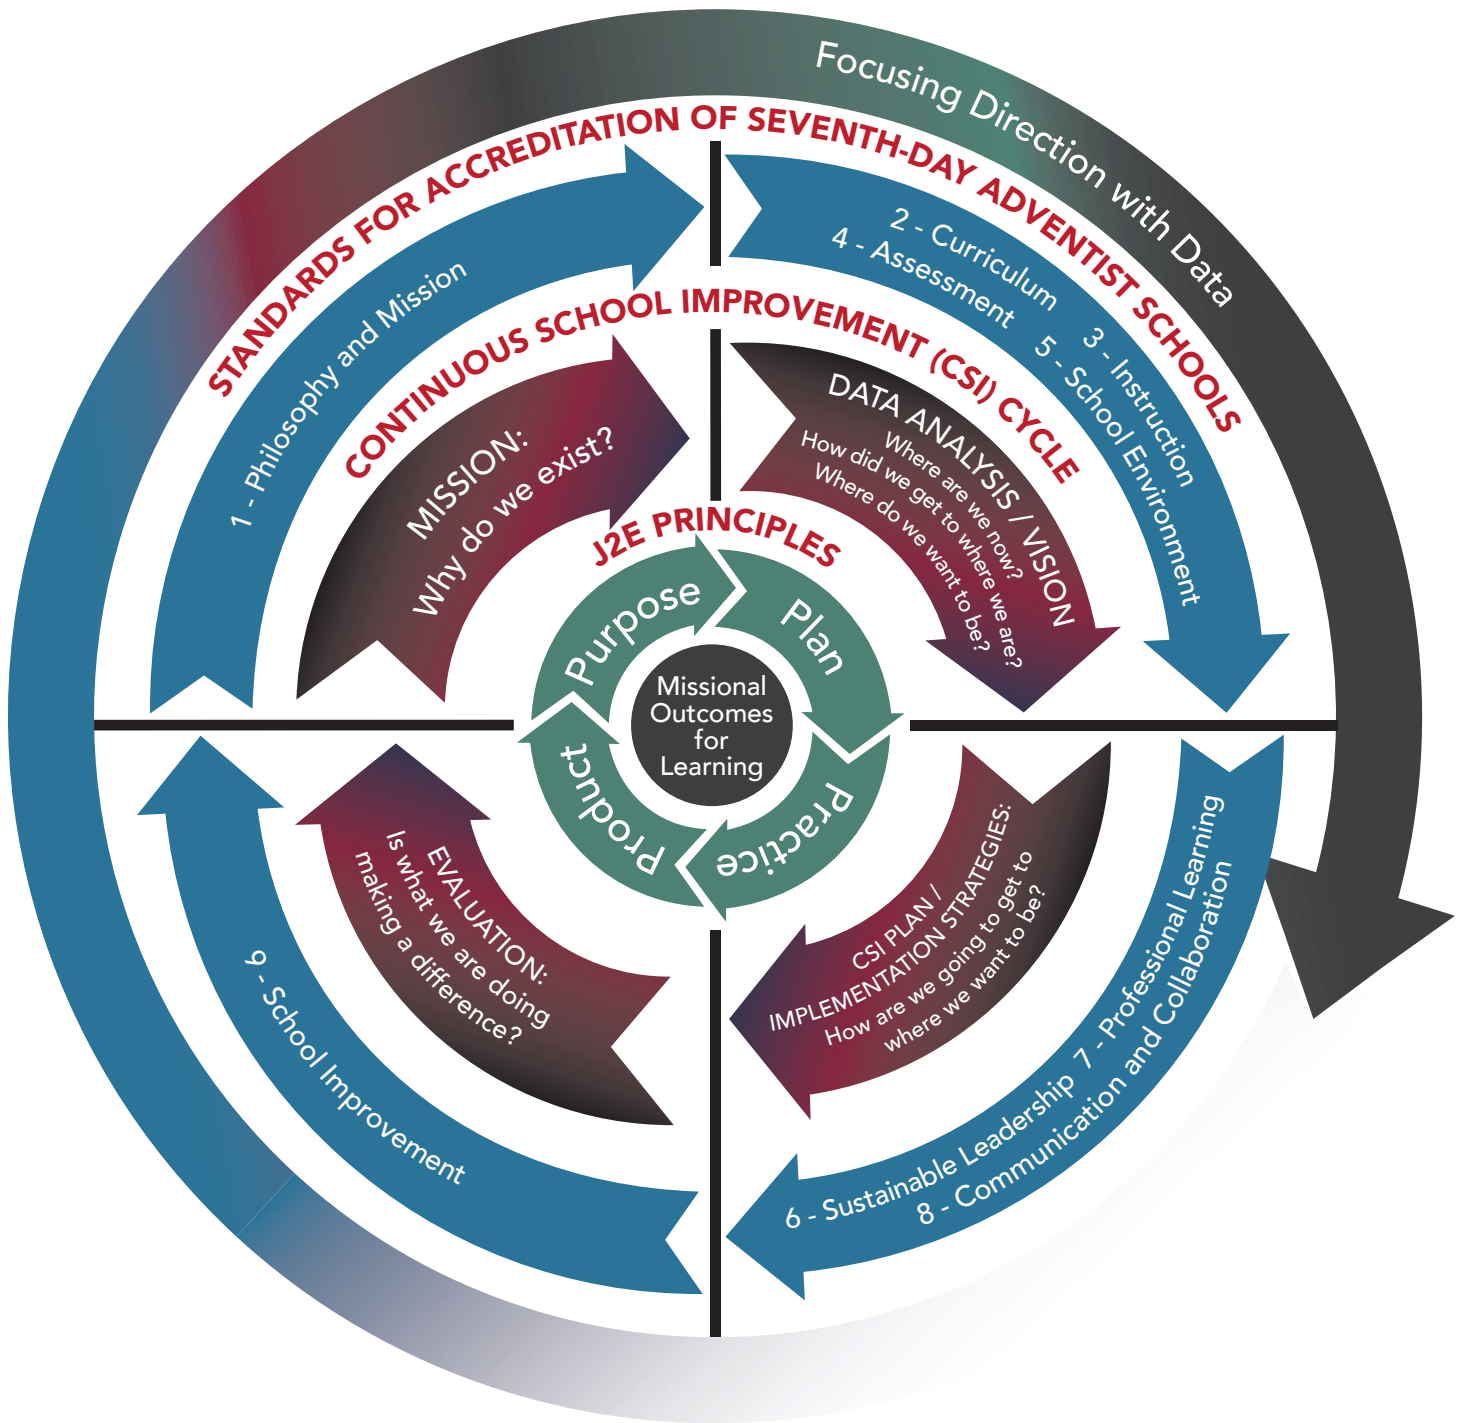 Focusing Direction with Data
STANDARDS FOR ACCREDITATION OF SEVENTH-DAY ADVENTIST SCHOOLS
1 - Philosophy and Mission
2 - Curriculum 3 - Instruction
4 - Assessment 5 - School Environment
6 - Sustainable Leadership 7 - Professional Learning
8 - Communication and Collaboration
9 - School Improvement
CONTINUOUS SCHOOL IMPROVEMENT (CSI) CYCLE
MISSION:
Why do we exist?
DATA ANALYSIS / VISION
Where are we now?
How did we get to where we are?
Where do we want to be?
CSI PLAN /
IMPLEMENTATION STRATEGIES:
How are we going to get to
where we want to be?
EVALUATION:
Is what we are doing
making a difference?
J2E PRINCIPLES
Purpose
Plan
Practice
Product
Missional
Outcomes
for
Learning